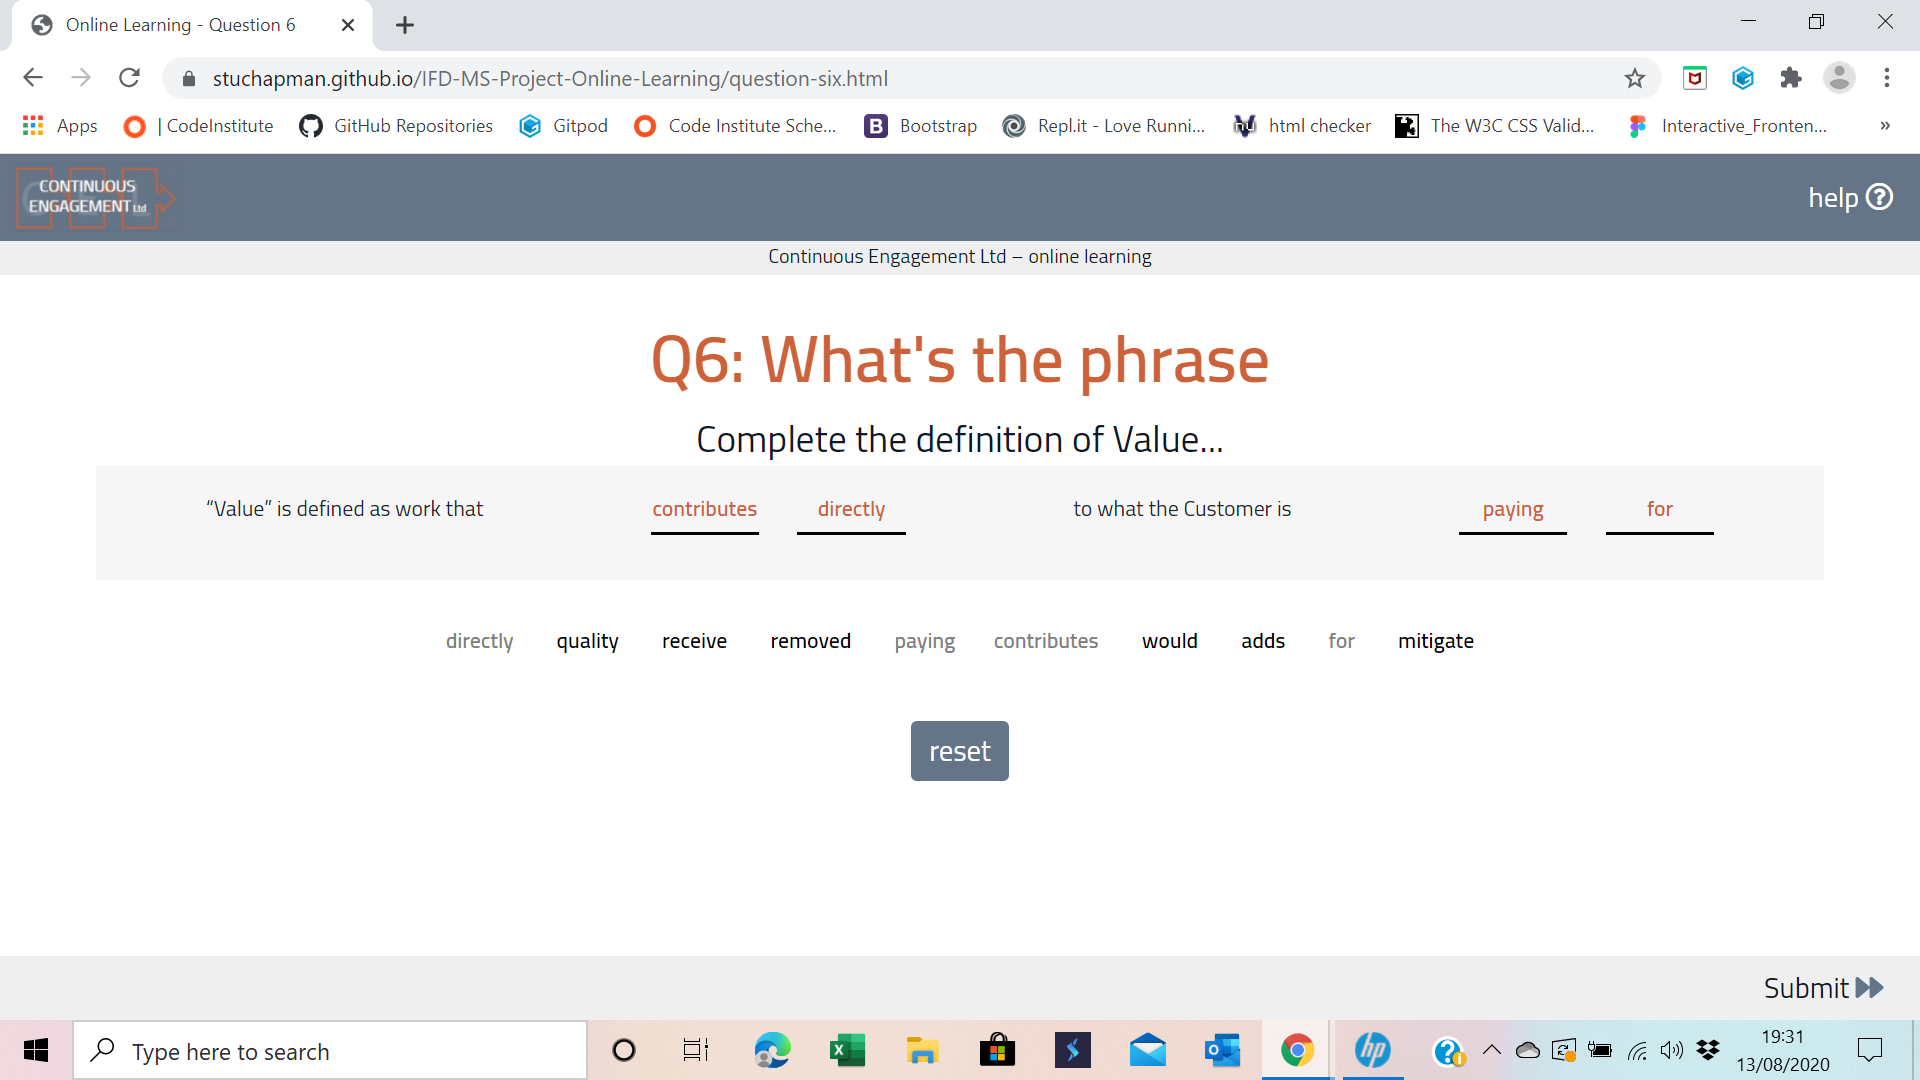 Online Learning - Question 6
stuchapman.github.io/IFD-MS-Project-Online-Learning/question-six.html
Apps | CodeInstitute GitHub Repositories Gitpod Code Institute Sche... B Bootstrap Repl.it - Love Runni... html checker The W3C CSS Valid... Interactive_Fronten... »
CONTINUOUS
ENGAGEMENT Ltd
help ?
Continuous Engagement Ltd – online learning
Q6: What's the phrase
Complete the definition of Value...
“Value” is defined as work that contributes directly to what the Customer is paying for
directly quality receive removed paying contributes would adds for mitigate
reset
Submit
Type here to search
19:31
13/08/2020